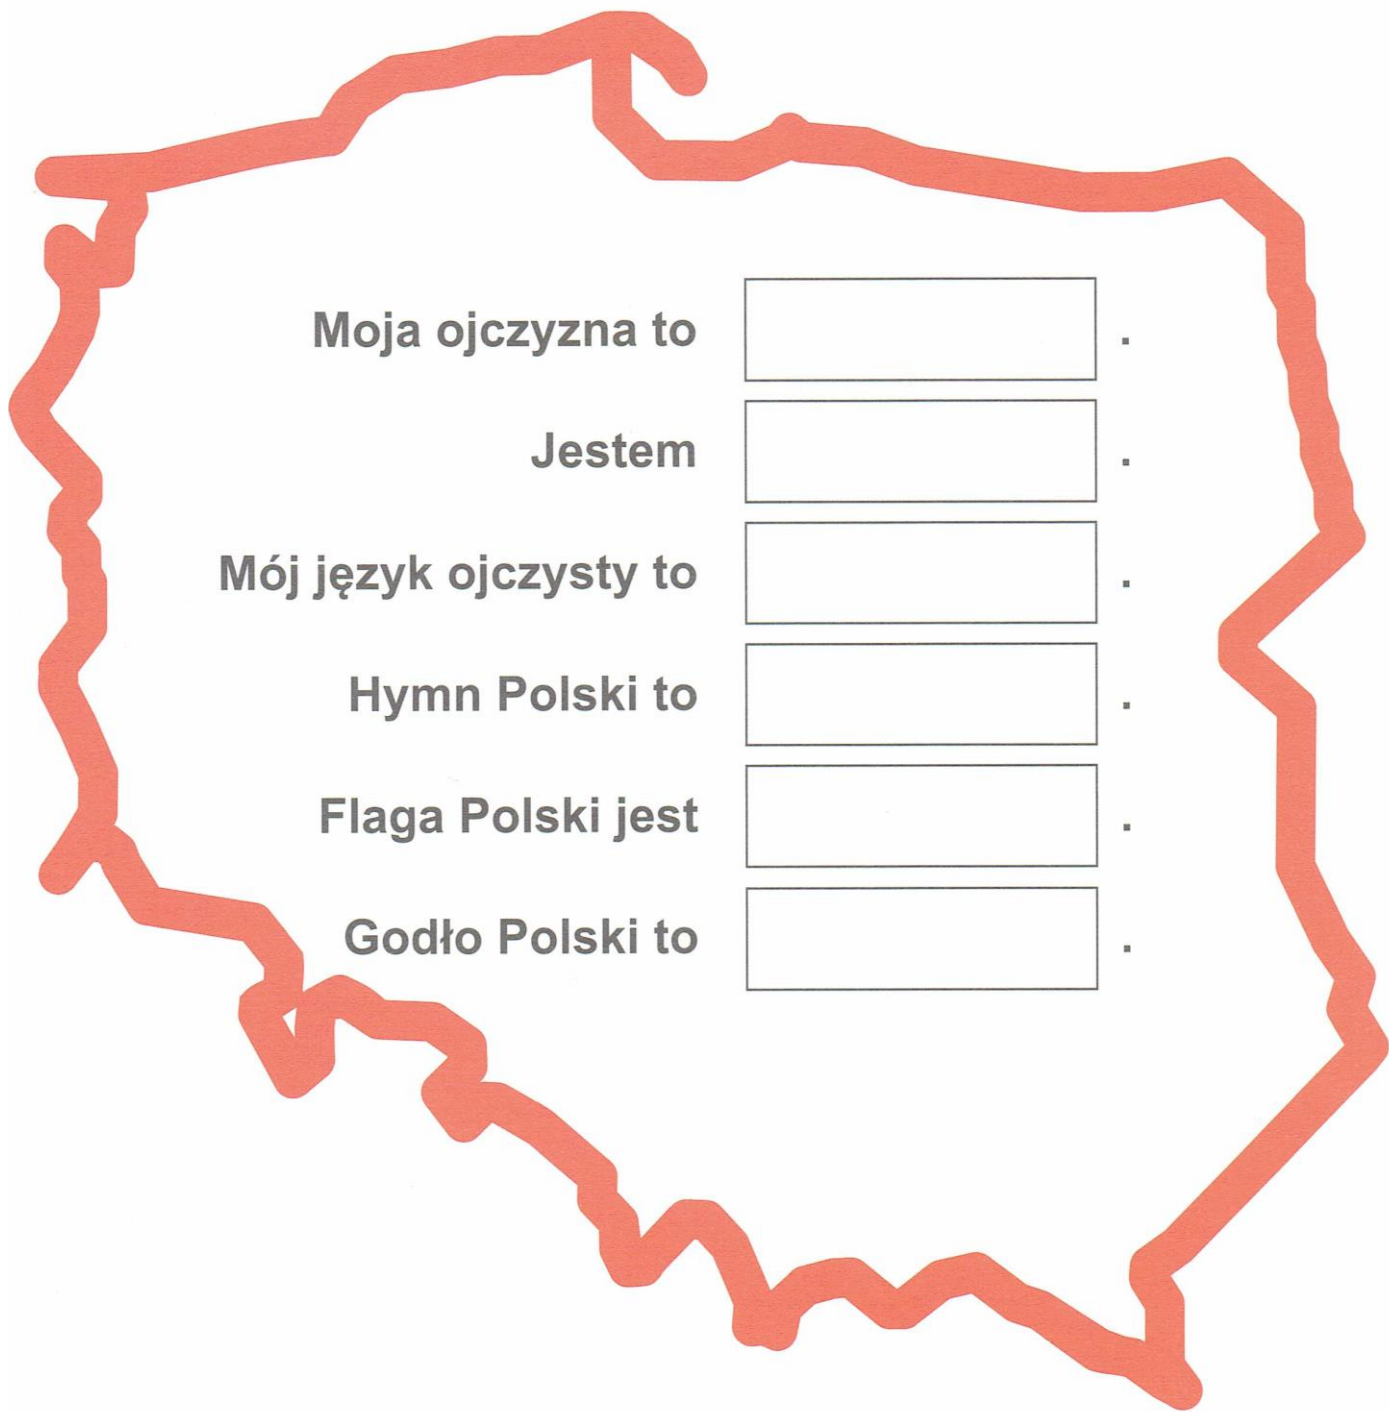 Moja ojczyzna to .
Jestem .
Mój język ojczysty to .
Hymn Polski to .
Flaga Polski jest .
Godło Polski to .